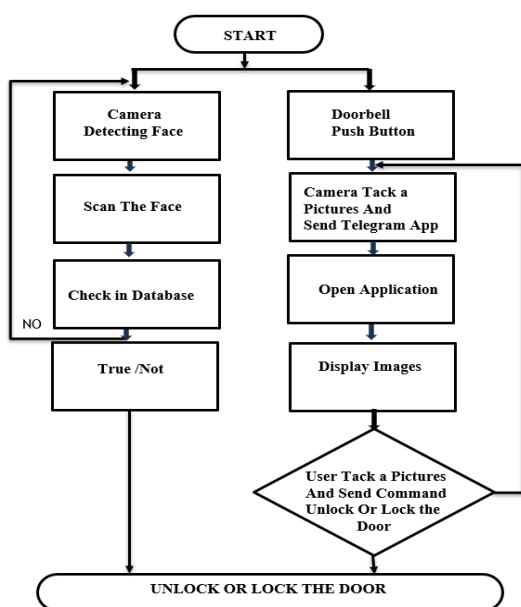 START
Camera
Detecting Face
Scan The Face
Check in Database
NO
True /Not
Doorbell
Push Button
Camera Tack a
Pictures And
Send Telegram App
Open Application
Display Images
User Tack a Pictures
And Send Command
Unlock Or Lock the
Door
UNLOCK OR LOCK THE DOOR